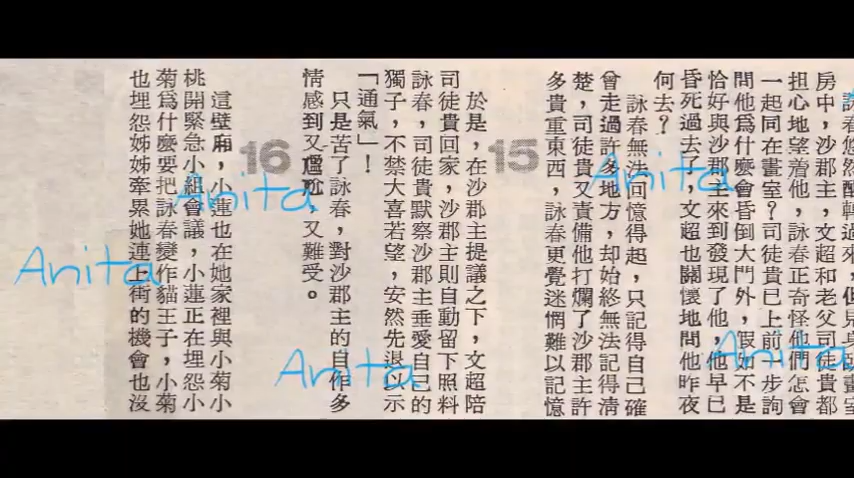 房中，沙郡主，文超和老父司徒貴都
担心地望着他，詠春正奇怪他們怎會
一起同在畫室？司徒貴已上前一步詢
問他爲什麼會昏倒大門外，假如不是
恰好與沙郡主來到發現了他，他早已
昏死過去了，文超也關懷地問他昨夜
何去？
詠春無法回憶得起，只記得自己確
曾走過許多地方，却始終無法記得清
楚，司徒貴又責備他打爛了沙郡主許
多貴重東西，詠春更覺迷惘難以記憶
15
於是，在沙郡主提議之下，文超陪
司徒貴回家，沙郡主則自動留下照料
詠春，司徒貴默察沙郡主垂愛自己的
獨子，不禁大喜若望，安然先退以示
「通氣」！
只是苦了詠春，對沙郡主的自作多
情感到又尷尬，又難受。
16
這壁廂，小蓮也在她家裡與小菊小
桃開緊急小組會議，小蓮正在埋怨小
菊爲什麼要把詠春變作貓王子，小菊
也埋怨姊姊牽累她連上街的機會也沒
Anita
Anita
Anita
Anita
Anita